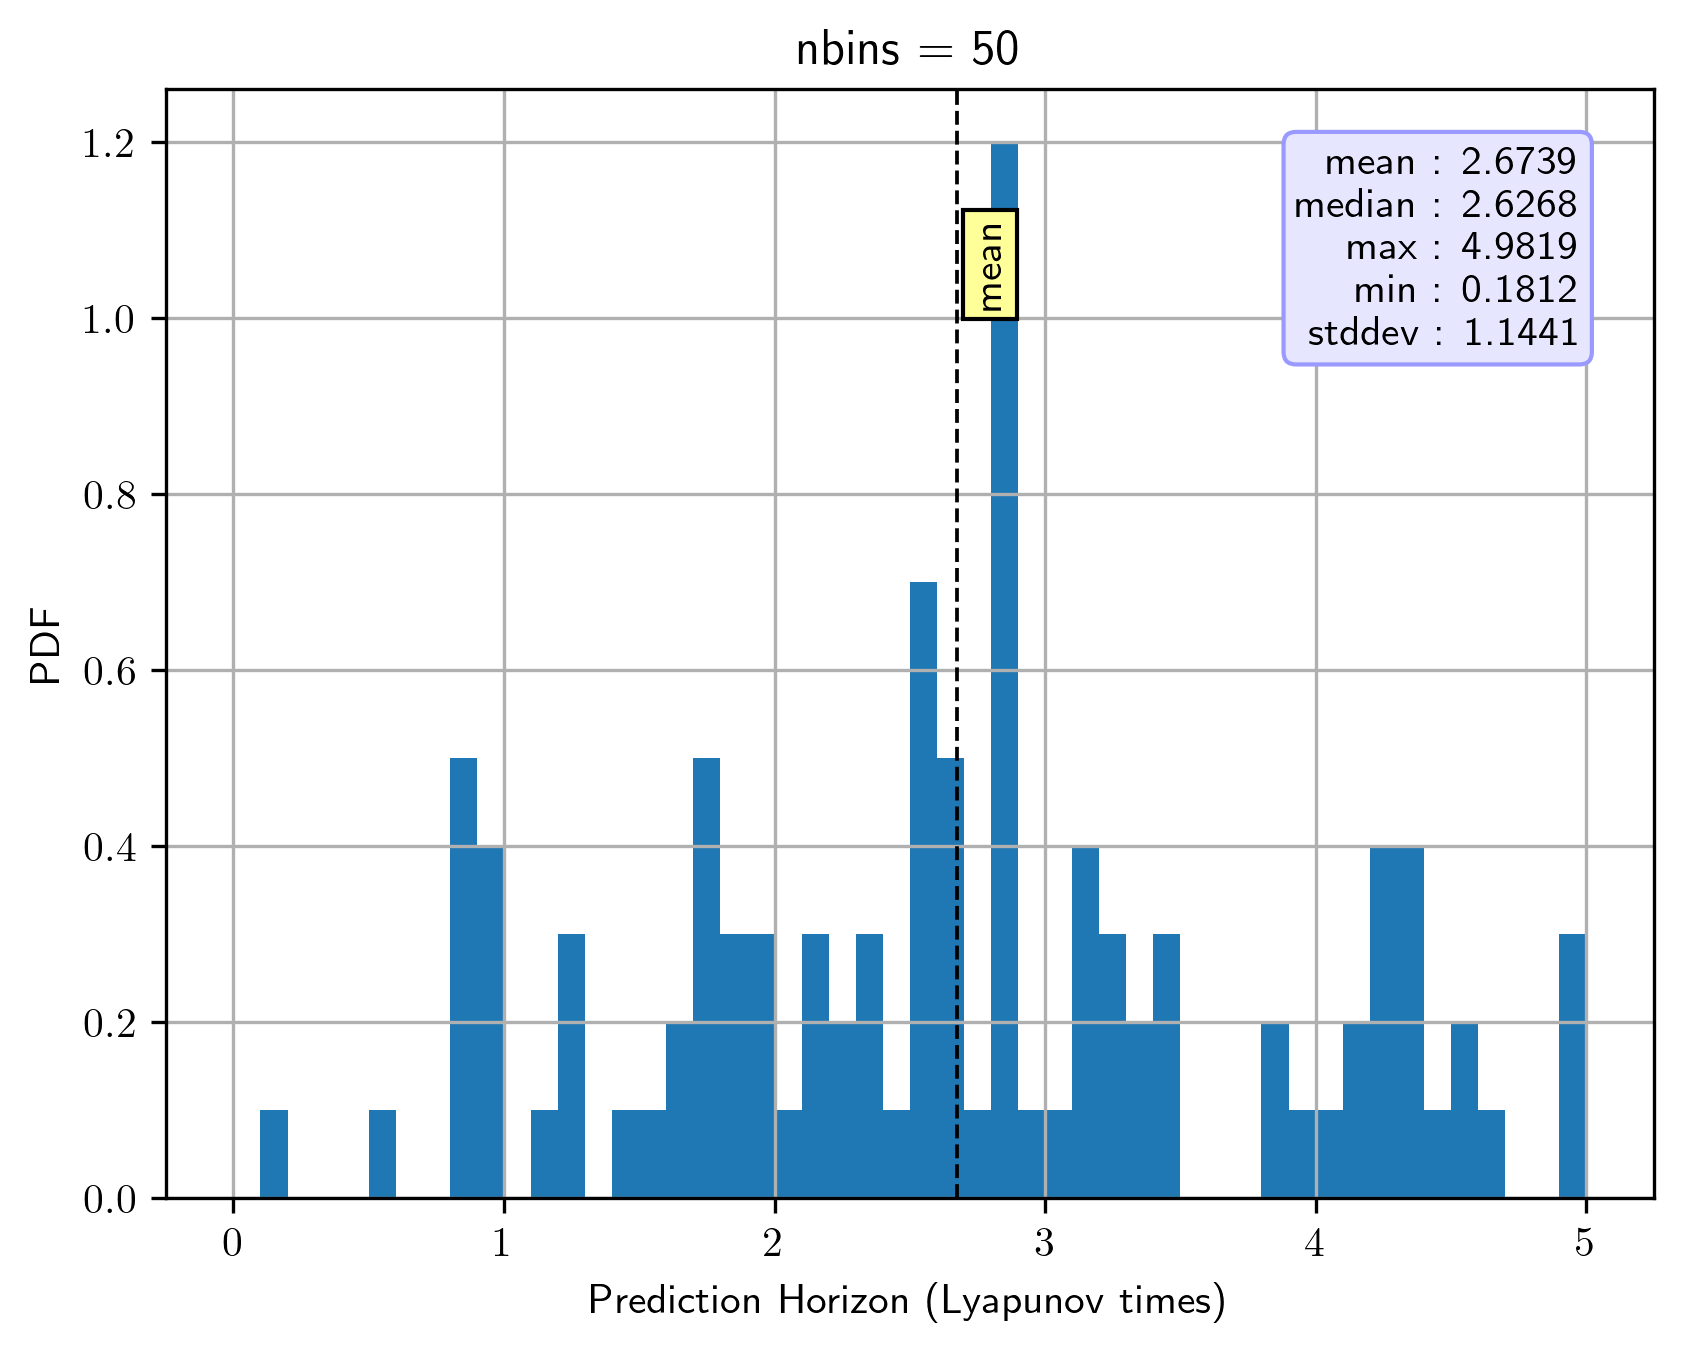 nbins = 50
1.2
1.0
0.8
0.6
0.4
0.2
0.0
PDF
mean
mean : 2.6739
median : 2.6268
max : 4.9819
min : 0.1812
stddev : 1.1441
0 1 2 3 4 5
Prediction Horizon (Lyapunov times)